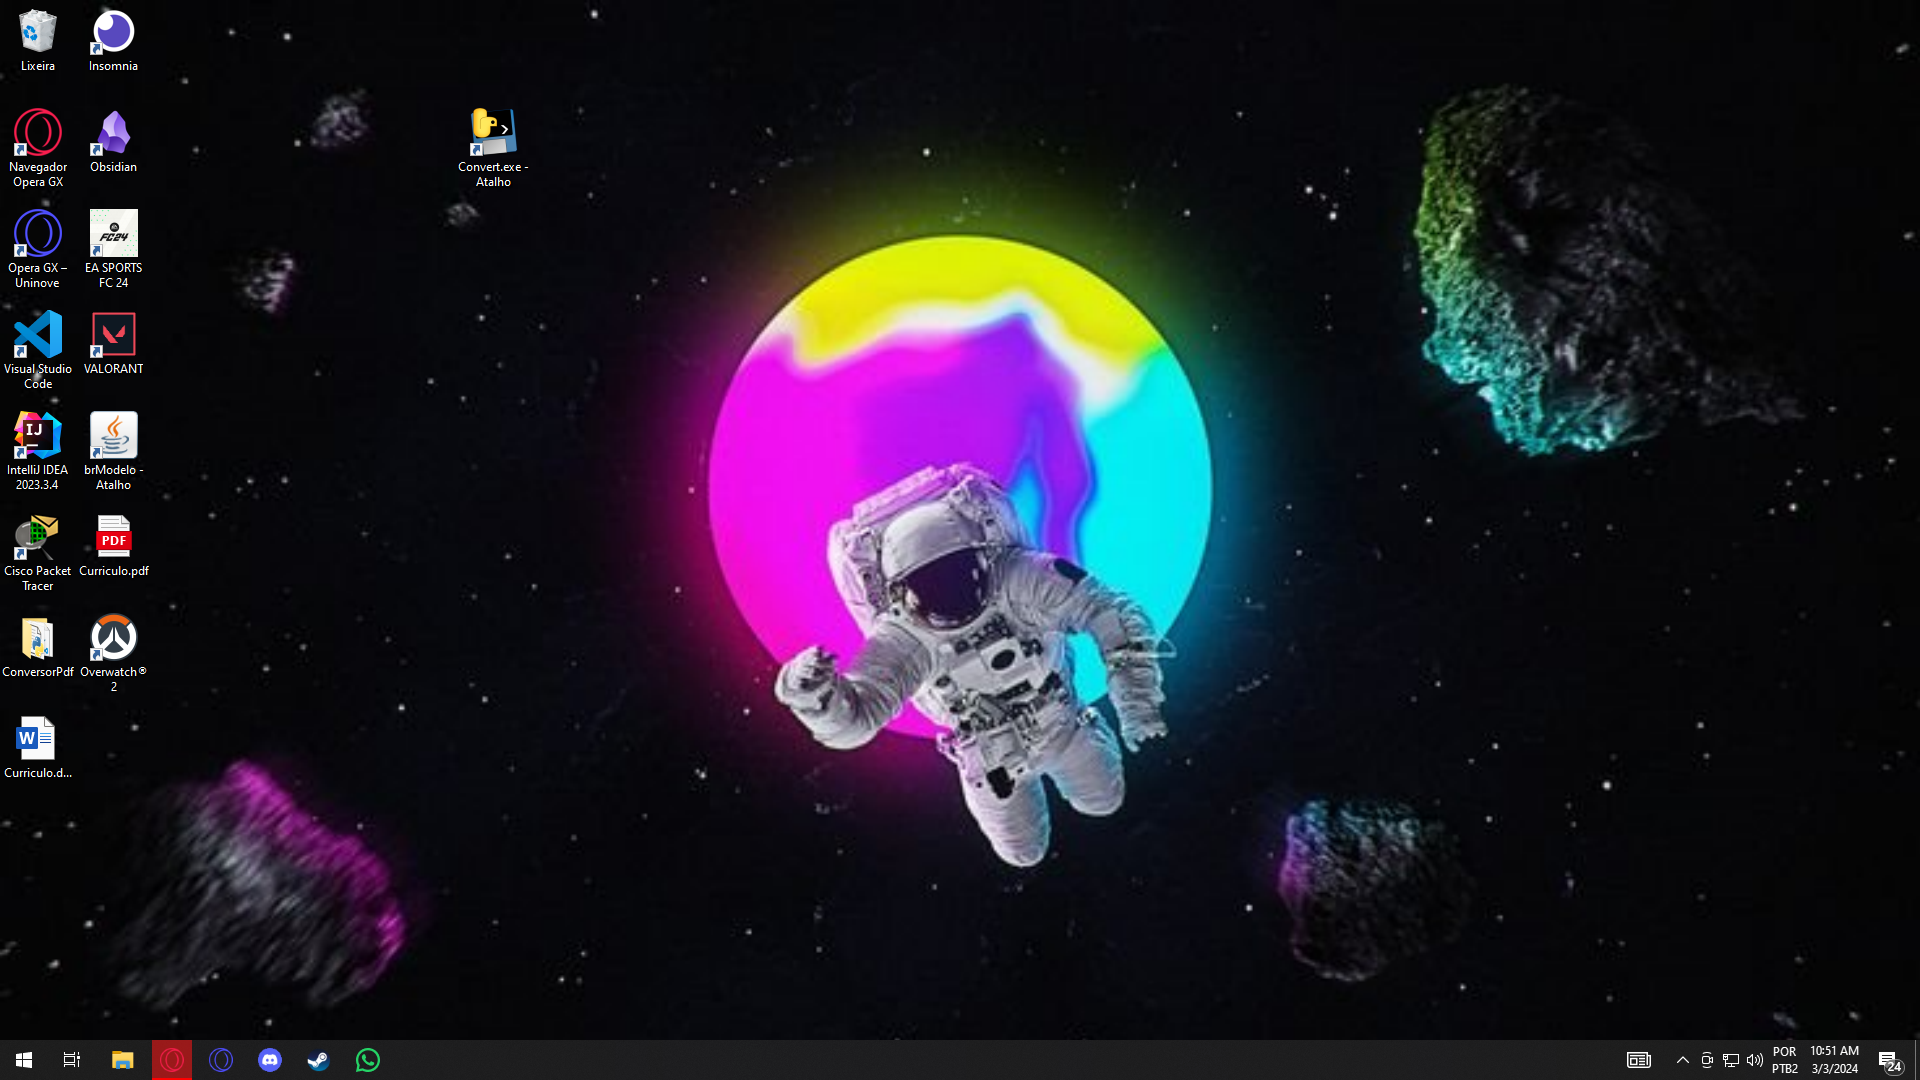 Lixeira
Insomnia
Navegador
Opera GX
Obsidian
Convert.exe -
Atalho
Opera GX –
Uninove
FC24
EA SPORTS
FC 24
Visual Studio
Code
VALORANT
IJ
IntelliJ IDEA
2023.3.4
brModelo -
Atalho
Cisco Packet
Tracer
PDF
Curriculo.pdf
ConversorPdf
Overwatch®
2
W
Curriculo.d...
POR
PTB2
10:51 AM
3/3/2024
24